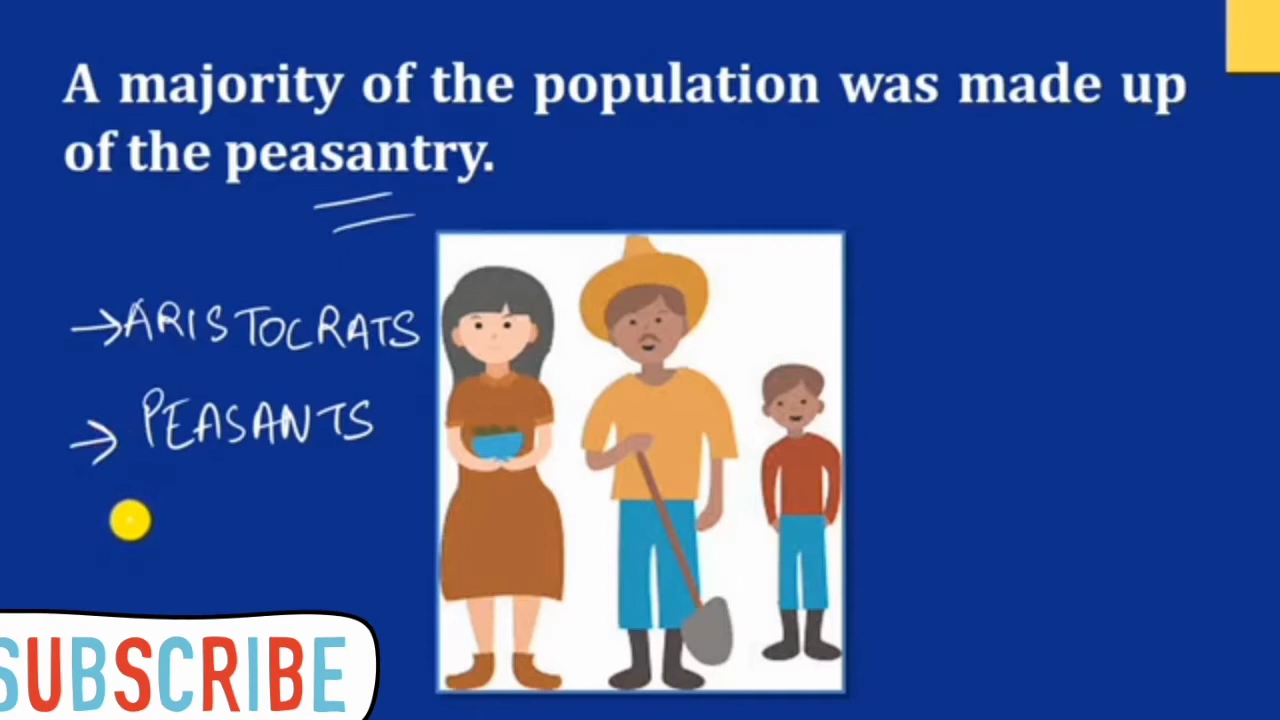 A majority of the population was made up
of the peasantry.
→ARISTOCRATS
→ PEASANTS
SUBSCRIBE